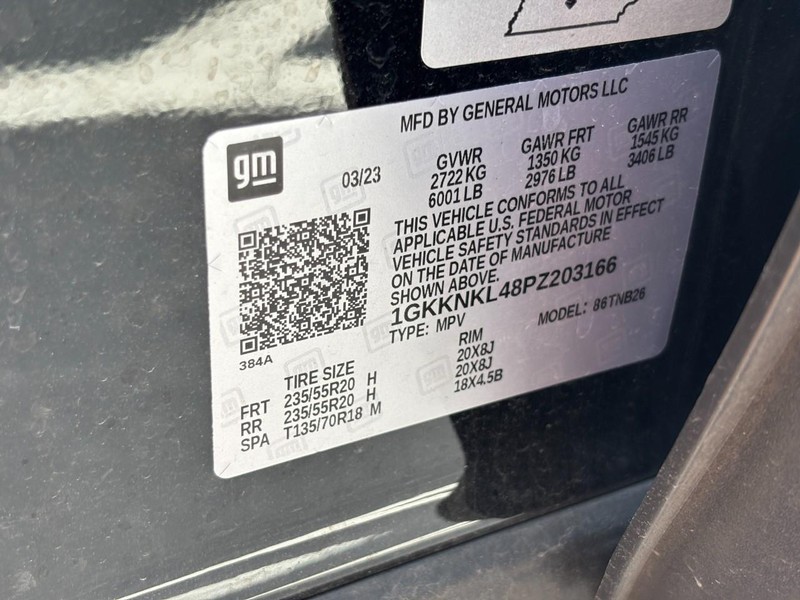 MFD BY GENERAL MOTORS LLC
gm
03/23
GVWR GAWR FRT GAWR RR
2722 KG 1350 KG 1545 KG
6001 LB 2976 LB 3406 LB
THIS VEHICLE CONFORMS TO ALL
APPLICABLE U.S. FEDERAL MOTOR
VEHICLE SAFETY STANDARDS IN EFFECT
ON THE DATE OF MANUFACTURE
SHOWN ABOVE.
1GKKNKL48PZ203166
TYPE: MPV MODEL: 86TNB26
384A
TIRE SIZE RIM
FRT 235/55R20 H 20X8J
RR 235/55R20 H 20X8J
SPA T135/70R18 M 18X4.5B